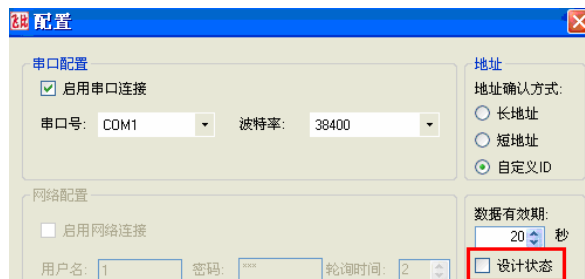 飞比 配置
串口配置
启用串口连接
串口号: COM1 波特率: 38400
地址
地址确认方式:
长地址
短地址
自定义ID
网络配置
启用网络连接
用户名: 1 密码: *** 轮询时间: 2
数据有效期:
20 秒
设计状态